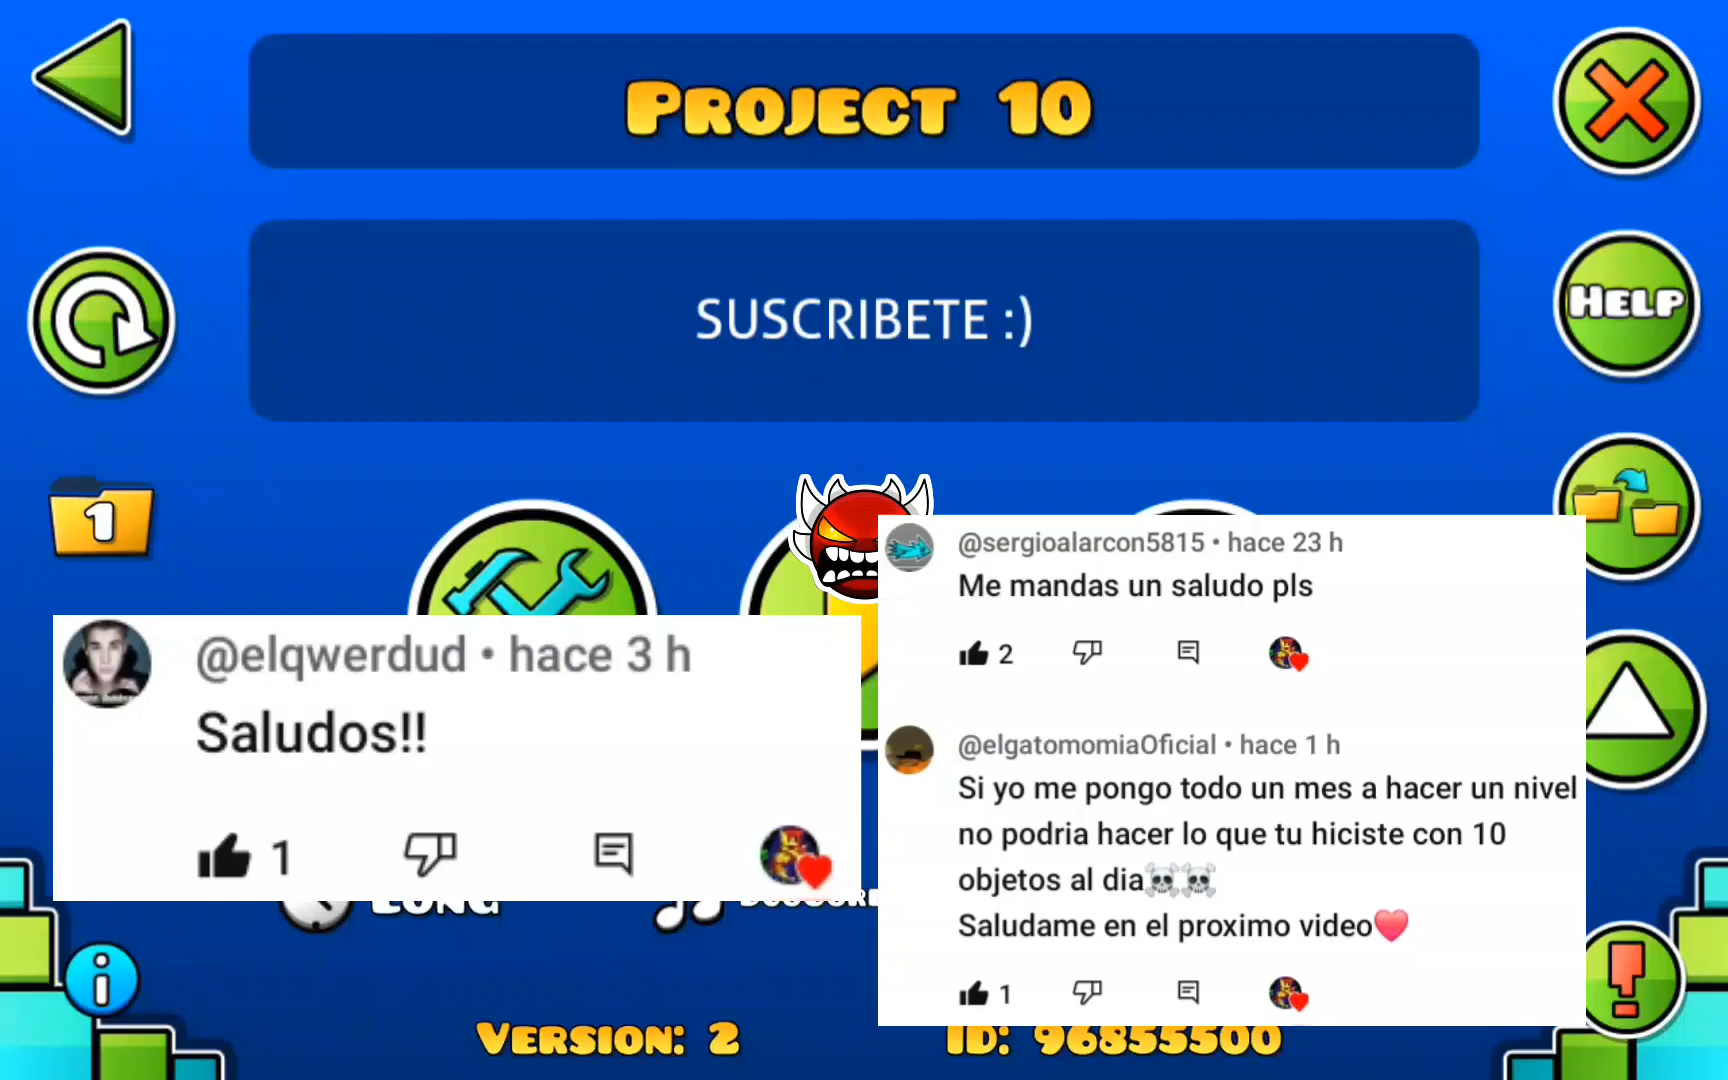 PROJECT 10
SUSCRIBETE :)
HELP
1
@sergioalarcon5815 • hace 23 h
Me mandas un saludo pls
2
@elqwerdud • hace 3 h
Saludos!!
1
@elgatomomiaOficial • hace 1 h
Si yo me pongo todo un mes a hacer un nivel
no podria hacer lo que tu hiciste con 10
objetos al dia☠️☠️
Saludame en el proximo video❤️
1
LONG
VERSION: 2
ID: 96855500